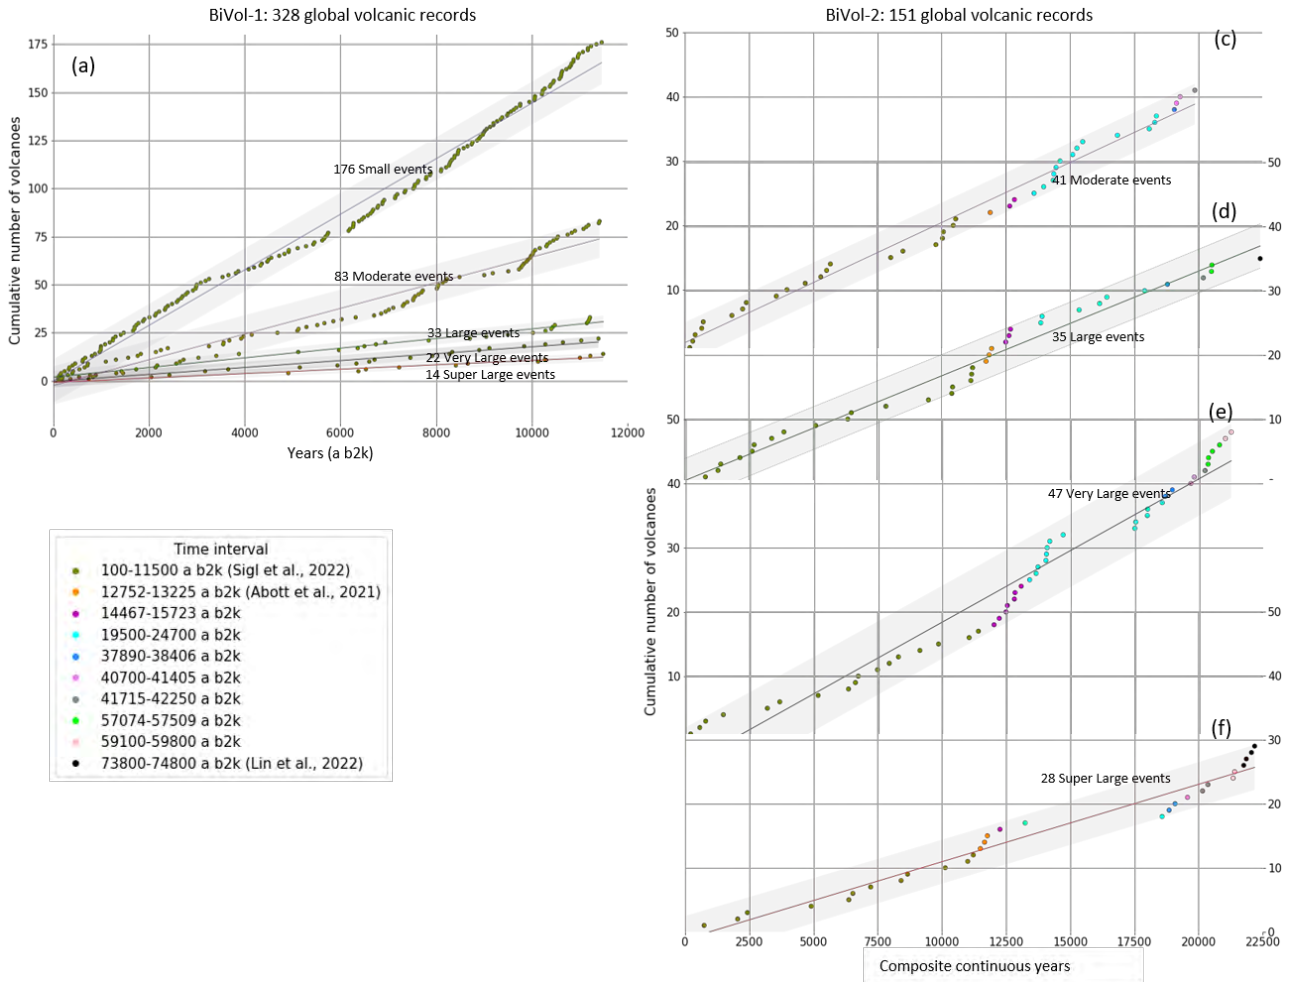 BiVol-1: 328 global volcanic records
(a)
Cumulative number of volcanoes
175
150
125
100
75
50
25
0
176 Small events
83 Moderate events
33 Large events
22 Very Large events
14 Super Large events
0 2000 4000 6000 8000 10000 12000
Years (a b2k)
Time interval
100-11500 a b2k (Sigl et al., 2022)
12752-13225 a b2k (Abott et al., 2021)
14467-15723 a b2k
19500-24700 a b2k
37890-38406 a b2k
40700-41405 a b2k
41715-42250 a b2k
57074-57509 a b2k
59100-59800 a b2k
73800-74800 a b2k (Lin et al., 2022)
BiVol-2: 151 global volcanic records
(c)
50
40
30
20
10
41 Moderate events
(d)
50
40
30
20
10
-
35 Large events
(e)
50
40
30
20
10
Cumulative number of volcanoes
47 Very Large events
(f)
50
40
30
20
10
0
28 Super Large events
0 2500 5000 7500 10000 12500 15000 17500 20000 22500
Composite continuous years